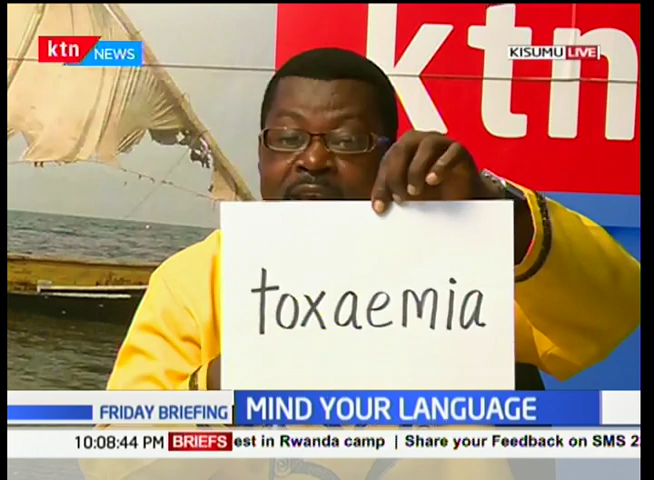 ktn NEWS
KISUMU LIVE
ktn
toxaemia
FRIDAY BRIEFING MIND YOUR LANGUAGE
10:08:44 PM BRIEFS est in Rwanda camp | Share your Feedback on SMS 2